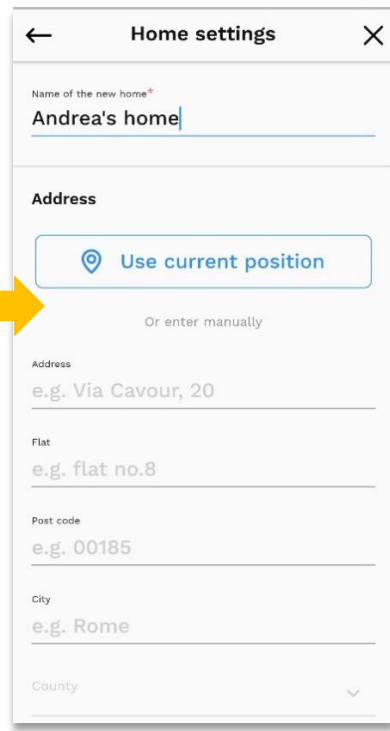 Home settings
Name of the new home*
Andrea's home
Address
Use current position
Or enter manually
Address
e.g. Via Cavour, 20
Flat
e.g. flat no.8
Post code
e.g. 00185
City
e.g. Rome
County